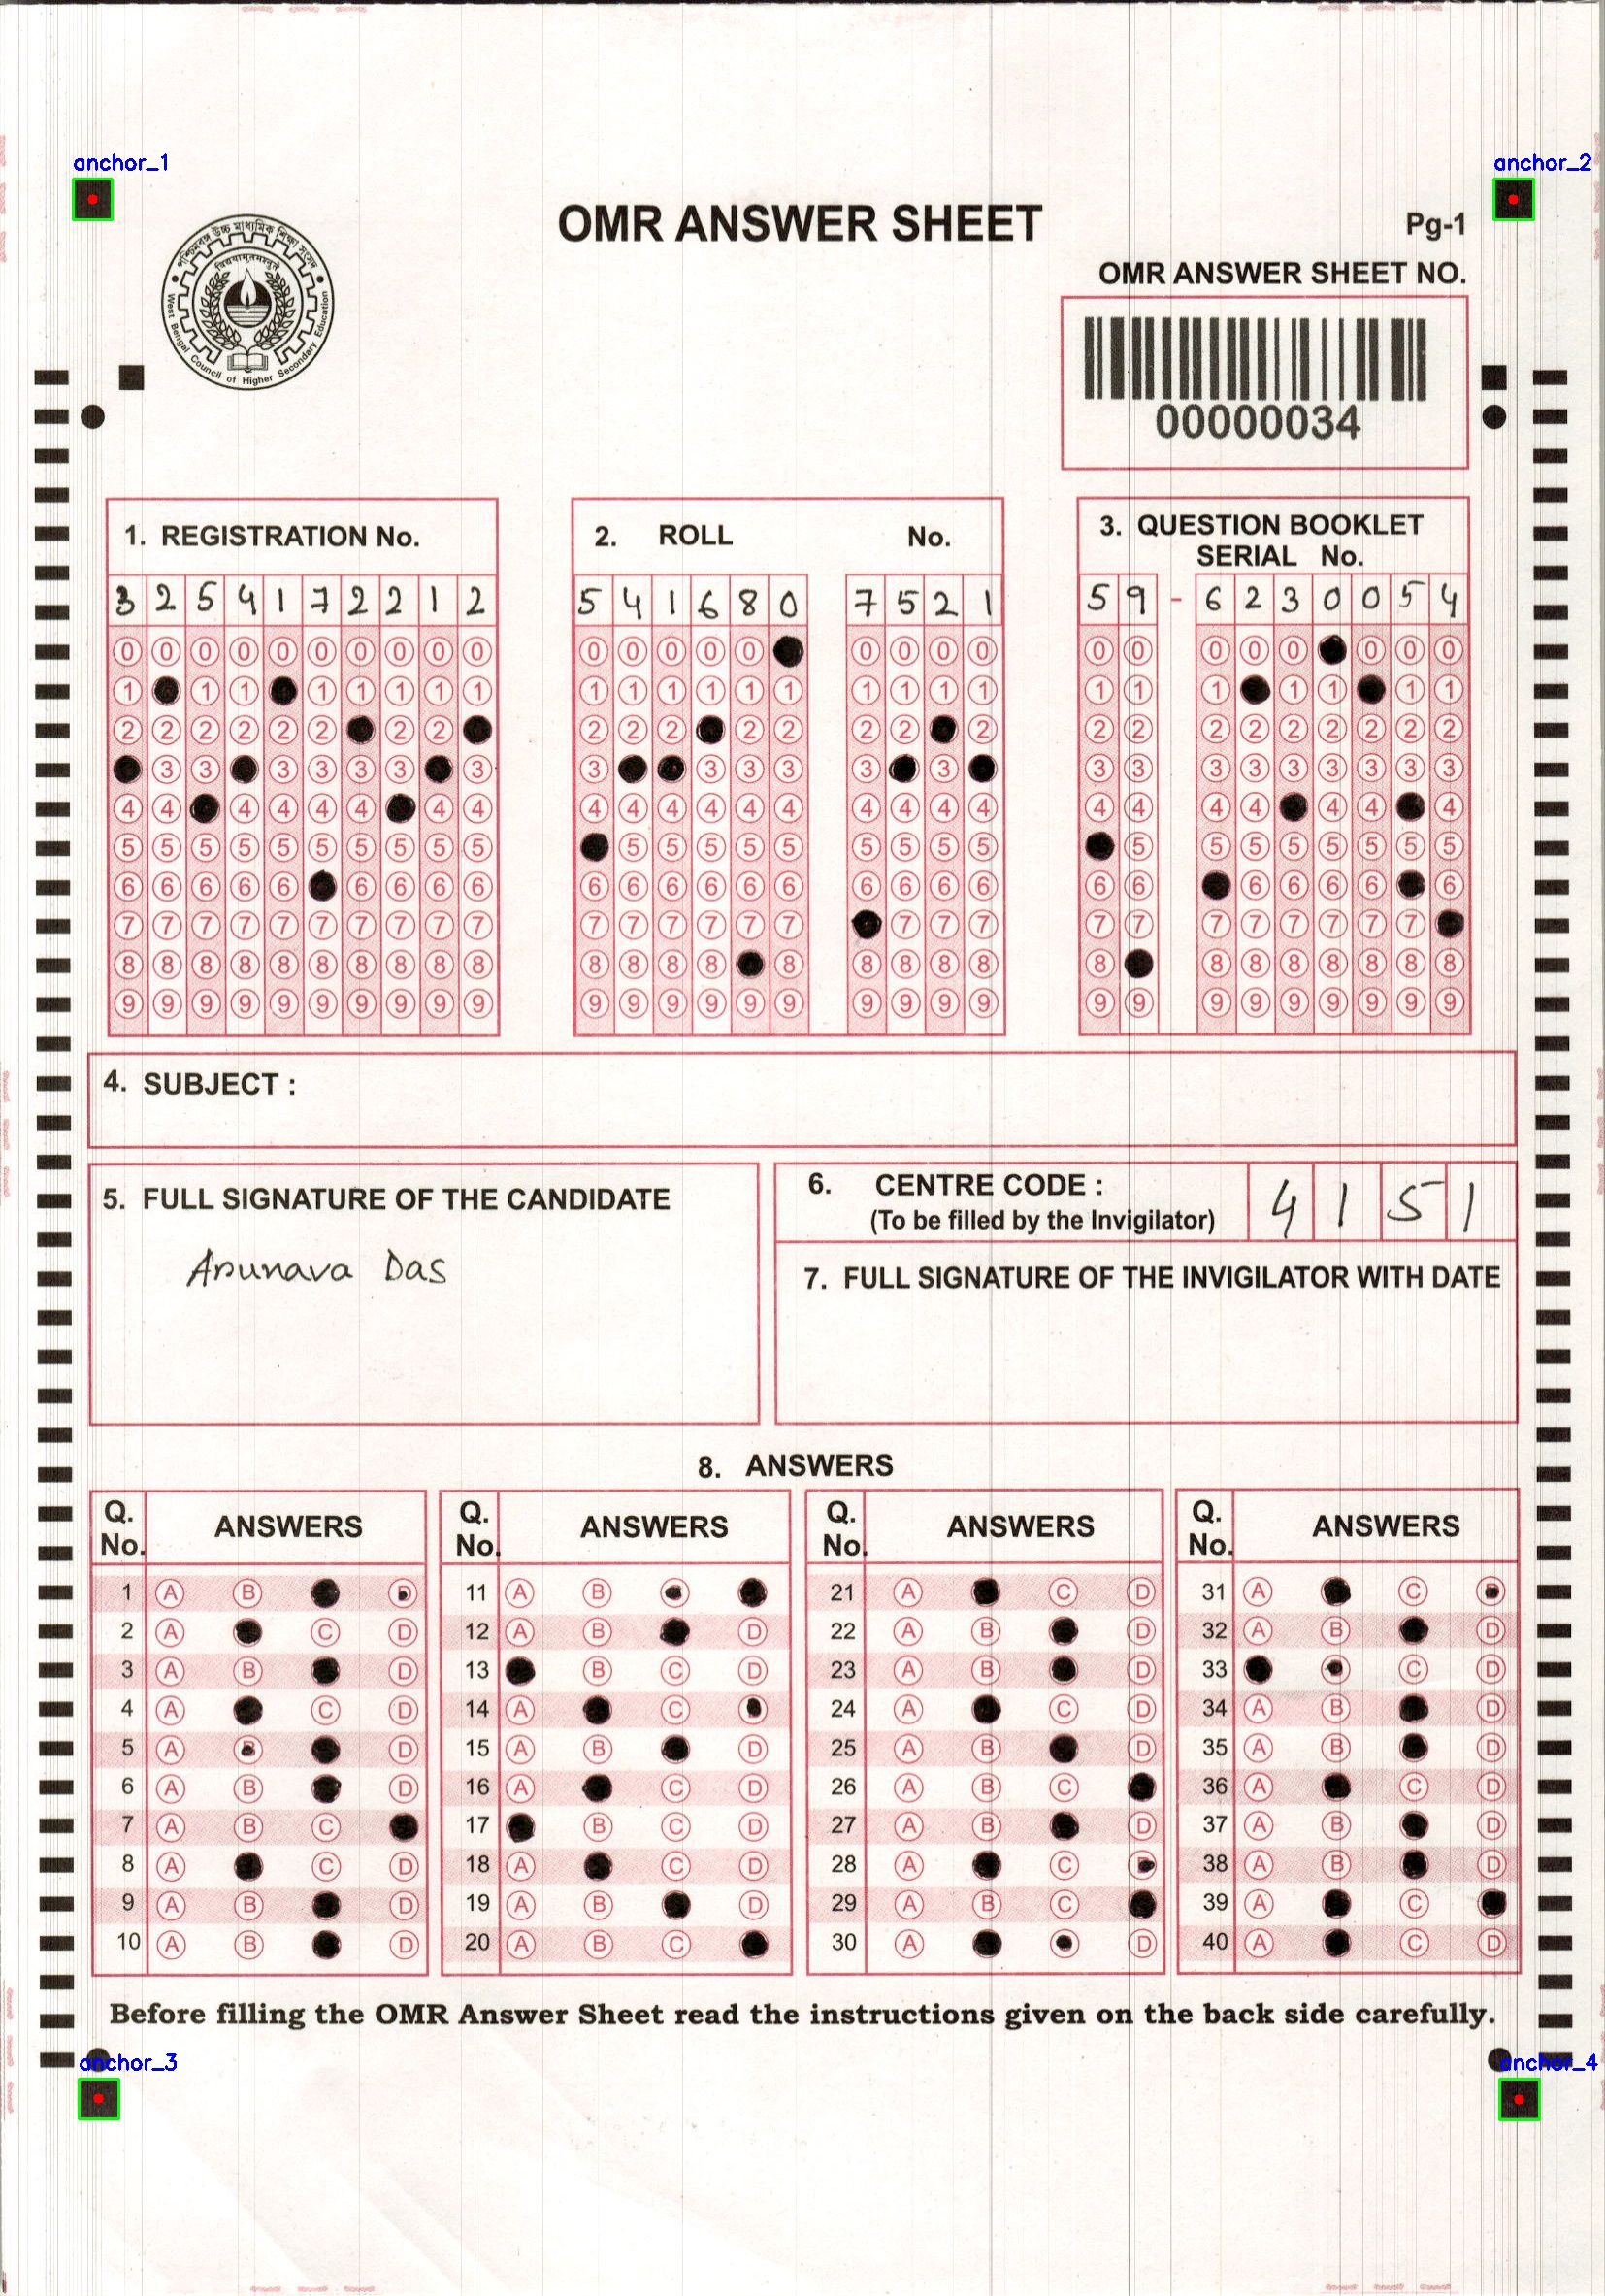 anchor_1
anchor_2
পশ্চিমবঙ্গ উচ্চ মাধ্যমিক শিক্ষা সংসদ
West Bengal Council of Higher Secondary Education
OMR ANSWER SHEET
Pg-1
OMR ANSWER SHEET NO.
00000034
1. REGISTRATION No.
3 2 5 4 1 7 2 2 1 2
2. ROLL No.
5 4 1 6 8 0 7 5 2 1
3. QUESTION BOOKLET
SERIAL No.
5 9 - 6 2 3 0 0 5 4
4. SUBJECT :
5. FULL SIGNATURE OF THE CANDIDATE
Arunava Das
6. CENTRE CODE :
(To be filled by the Invigilator)
4 1 5 1
7. FULL SIGNATURE OF THE INVIGILATOR WITH DATE
8. ANSWERS
Q. No. ANSWERS Q. No. ANSWERS Q. No. ANSWERS Q. No. ANSWERS
1 A B 11 A B 21 A C D 31 A C
2 A C D 12 A B D 22 A B D 32 A B D
3 A B D 13 B C D 23 A B D 33 C D
4 A C D 14 A C 24 A C D 34 A B D
5 A D 15 A B D 25 A B D 35 A B D
6 A B D 16 A C D 26 A B C 36 A C D
7 A B C 17 B C D 27 A B D 37 A B D
8 A C D 18 A C D 28 A C 38 A B D
9 A B D 19 A B D 29 A B C 39 A C
10 A B D 20 A B C 30 A D 40 A C D
Before filling the OMR Answer Sheet read the instructions given on the back side carefully.
anchor_3
anchor_4